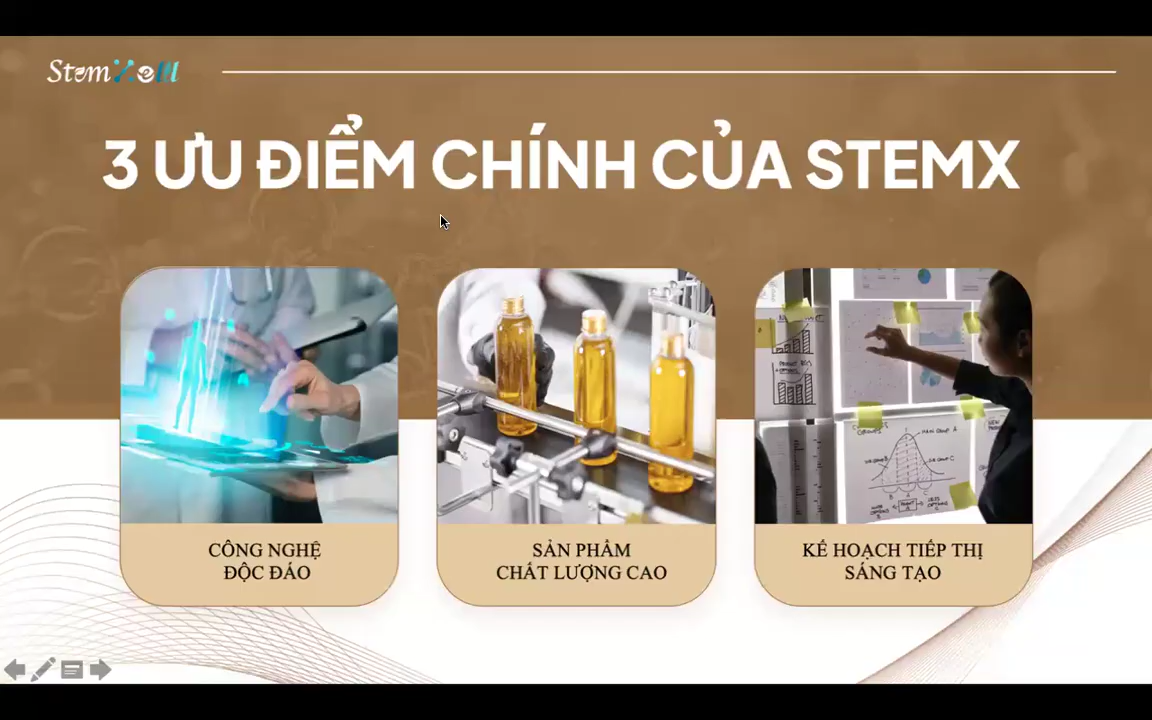 StemXcell
3 ƯU ĐIỂM CHÍNH CỦA STEMX
CÔNG NGHỆ
ĐỘC ĐÁO
SẢN PHẨM
CHẤT LƯỢNG CAO
KẾ HOẠCH TIẾP THỊ
SÁNG TẠO